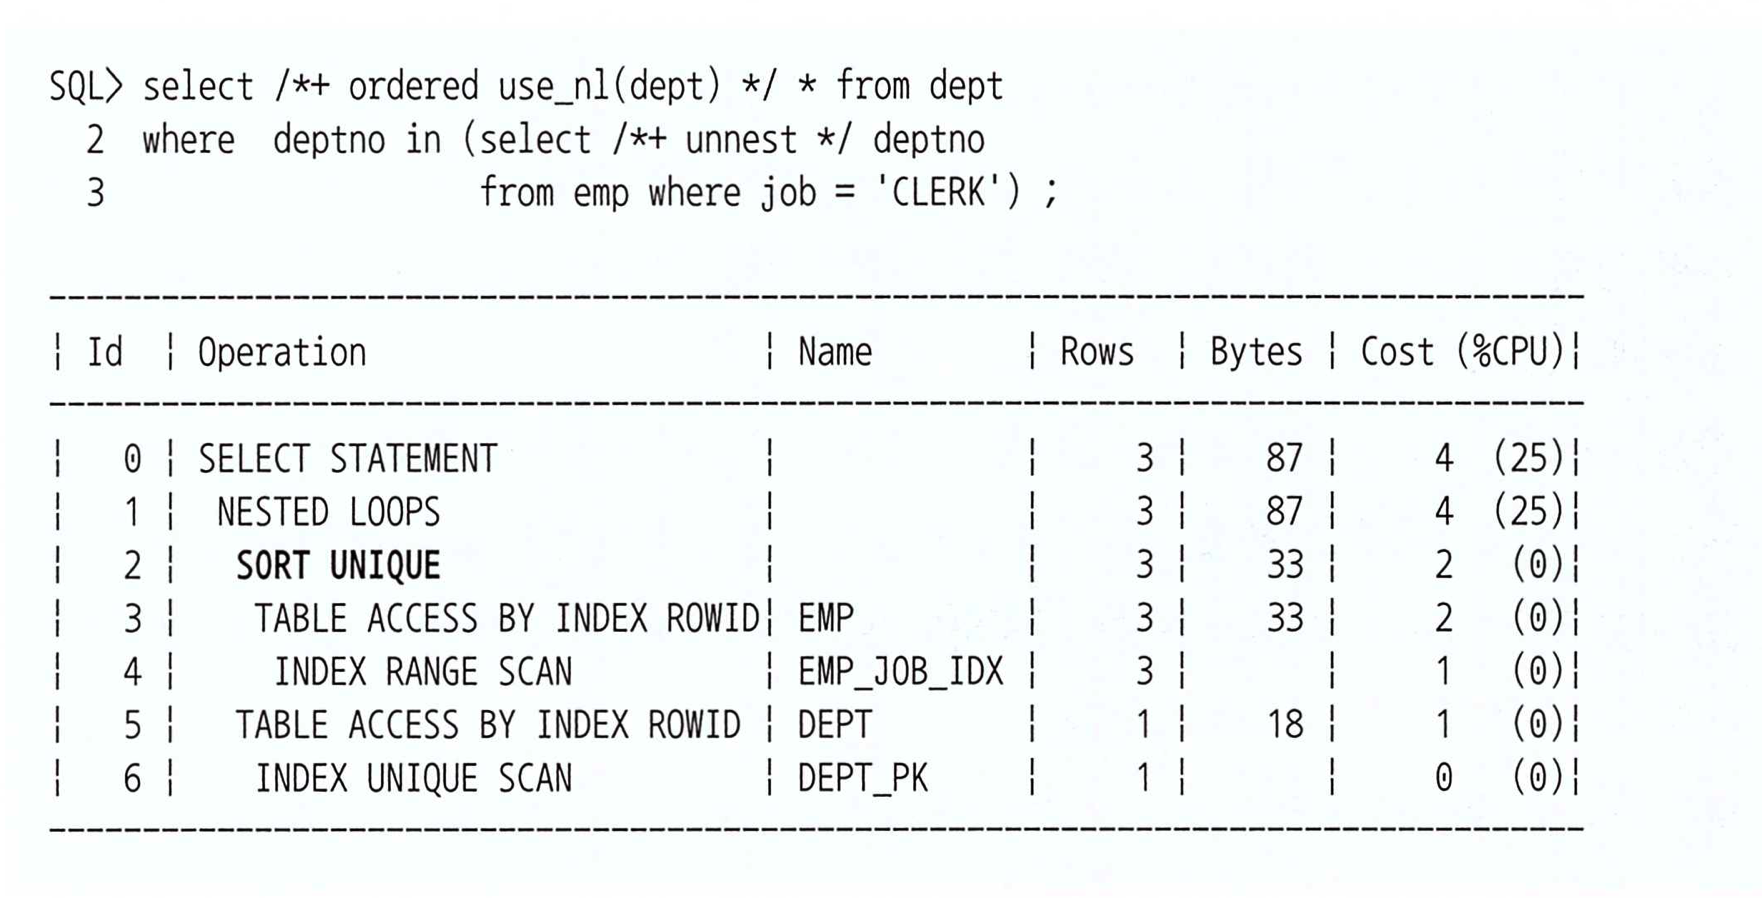 SQL> select /*+ ordered use_nl(dept) */ * from dept
  2  where  deptno in (select /*+ unnest */ deptno
  3                    from emp where job = 'CLERK') ;
----------------------------------------------------------------------------------
| Id  | Operation                     | Name        | Rows  | Bytes | Cost (%CPU)|
----------------------------------------------------------------------------------
|   0 | SELECT STATEMENT              |             |     3 |    87 |     4  (25)|
|   1 |  NESTED LOOPS                 |             |     3 |    87 |     4  (25)|
|   2 |   SORT UNIQUE                 |             |     3 |    33 |     2   (0)|
|   3 |    TABLE ACCESS BY INDEX ROWID| EMP         |     3 |    33 |     2   (0)|
|   4 |     INDEX RANGE SCAN          | EMP_JOB_IDX |     3 |       |     1   (0)|
|   5 |   TABLE ACCESS BY INDEX ROWID | DEPT        |     1 |    18 |     1   (0)|
|   6 |    INDEX UNIQUE SCAN          | DEPT_PK     |     1 |       |     0   (0)|
----------------------------------------------------------------------------------